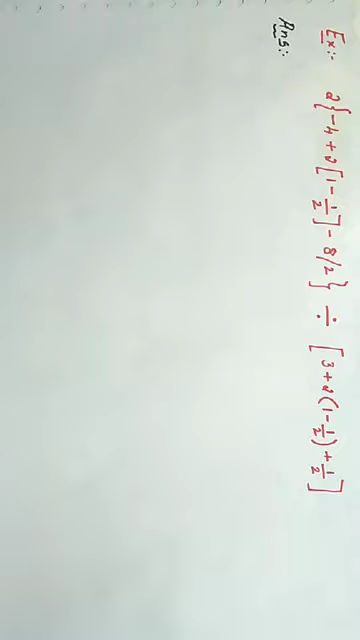 Ex:- 2{-4+2[1-1/2]-8/2} ÷ [3+2(1-1/2)+1/2]
Ans:-